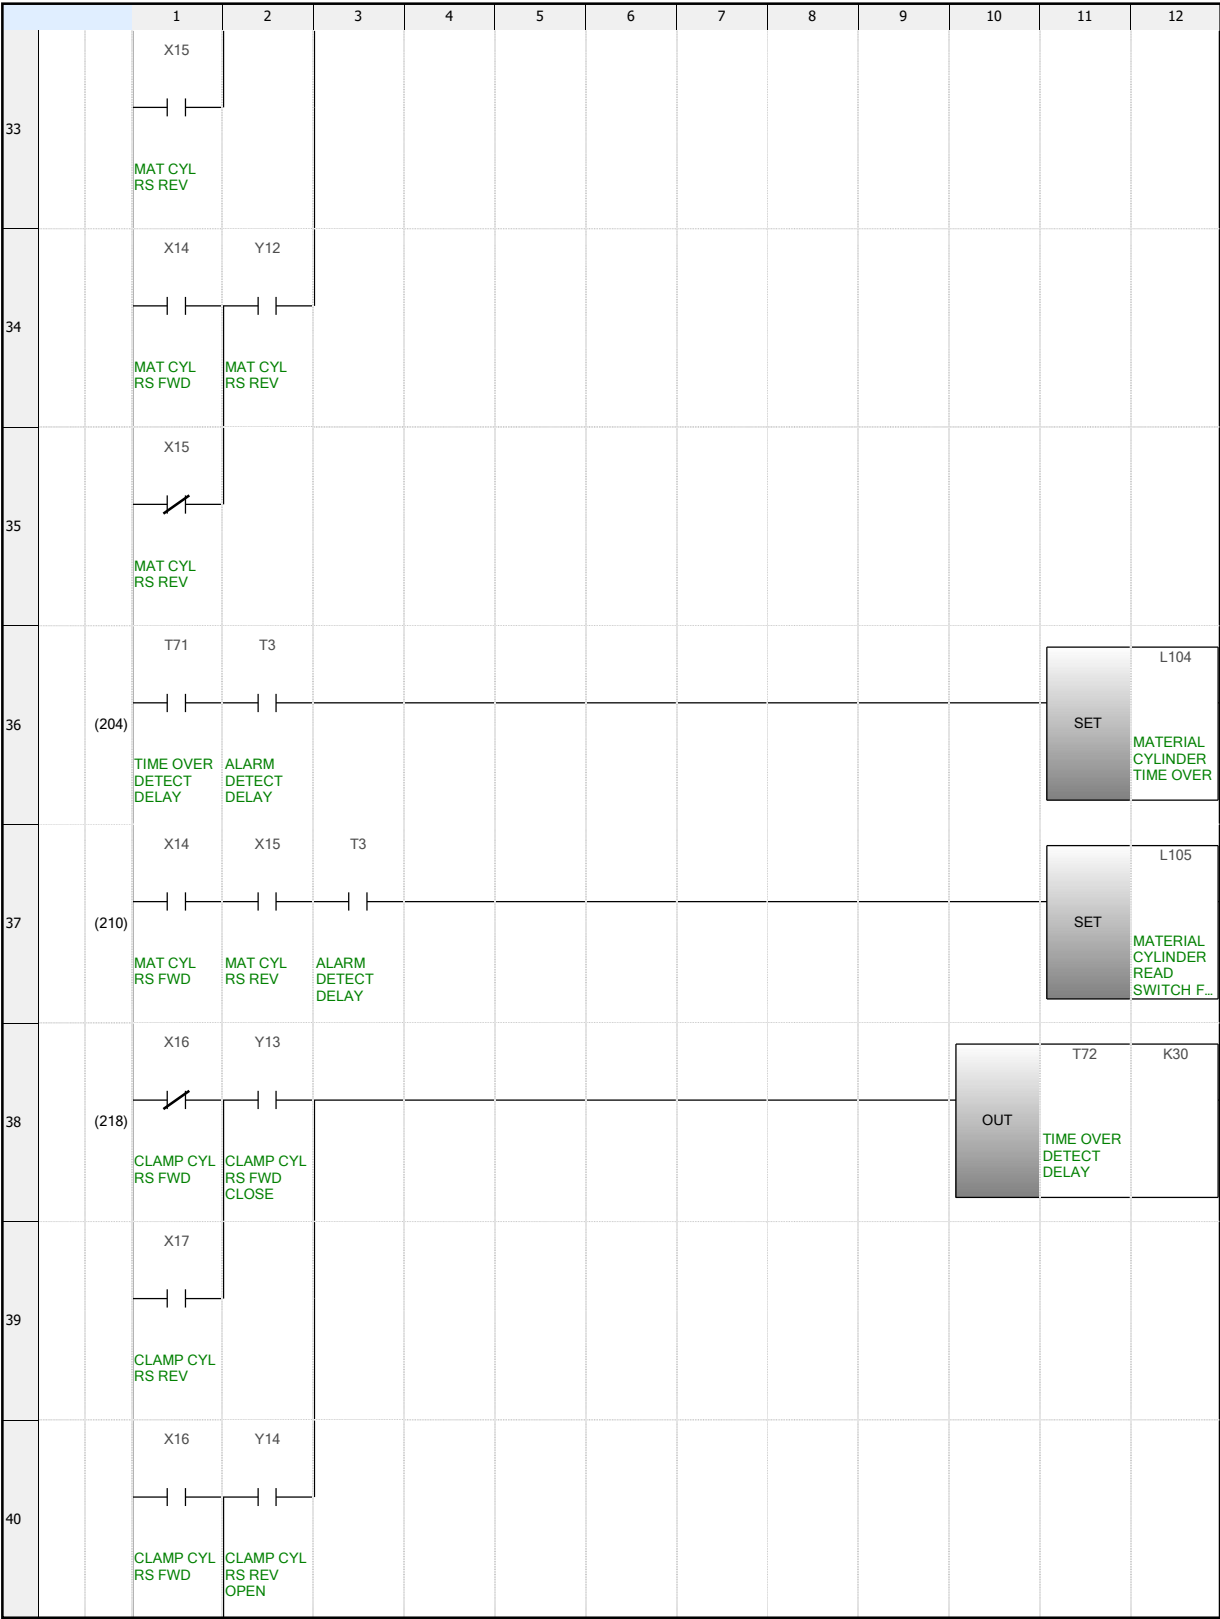 1 2 3 4 5 6 7 8 9 10 11 12
X15
33
MAT CYL
RS REV
X14 Y12
34
MAT CYL MAT CYL
RS FWD RS REV
X15
35
MAT CYL
RS REV
T71 T3 L104
36 (204) SET
MATERIAL
CYLINDER
TIME OVER
TIME OVER ALARM
DETECT DETECT
DELAY DELAY
X14 X15 T3 L105
37 (210) SET
MATERIAL
CYLINDER
READ
SWITCH F...
MAT CYL MAT CYL ALARM
RS FWD RS REV DETECT
DELAY
X16 Y13 T72 K30
38 (218) OUT
TIME OVER
DETECT
DELAY
CLAMP CYL CLAMP CYL
RS FWD RS FWD
CLOSE
X17
39
CLAMP CYL
RS REV
X16 Y14
40
CLAMP CYL CLAMP CYL
RS FWD RS REV
OPEN